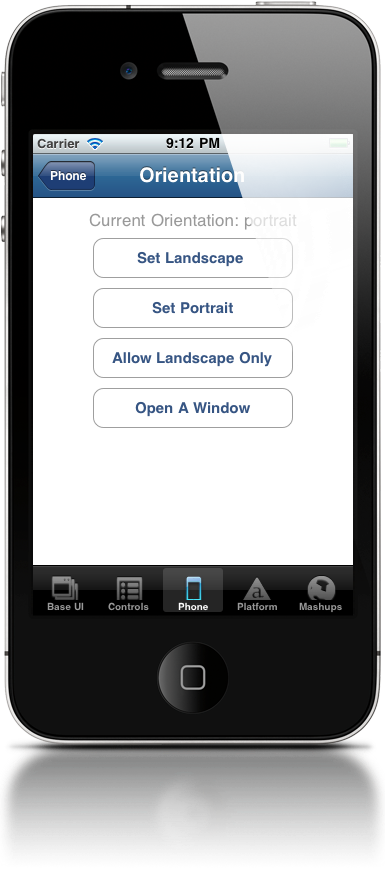 Carrier 9:12 PM
Phone Orientation
Current Orientation: portrait
Set Landscape
Set Portrait
Allow Landscape Only
Open A Window
Base UI Controls Phone Platform Mashups